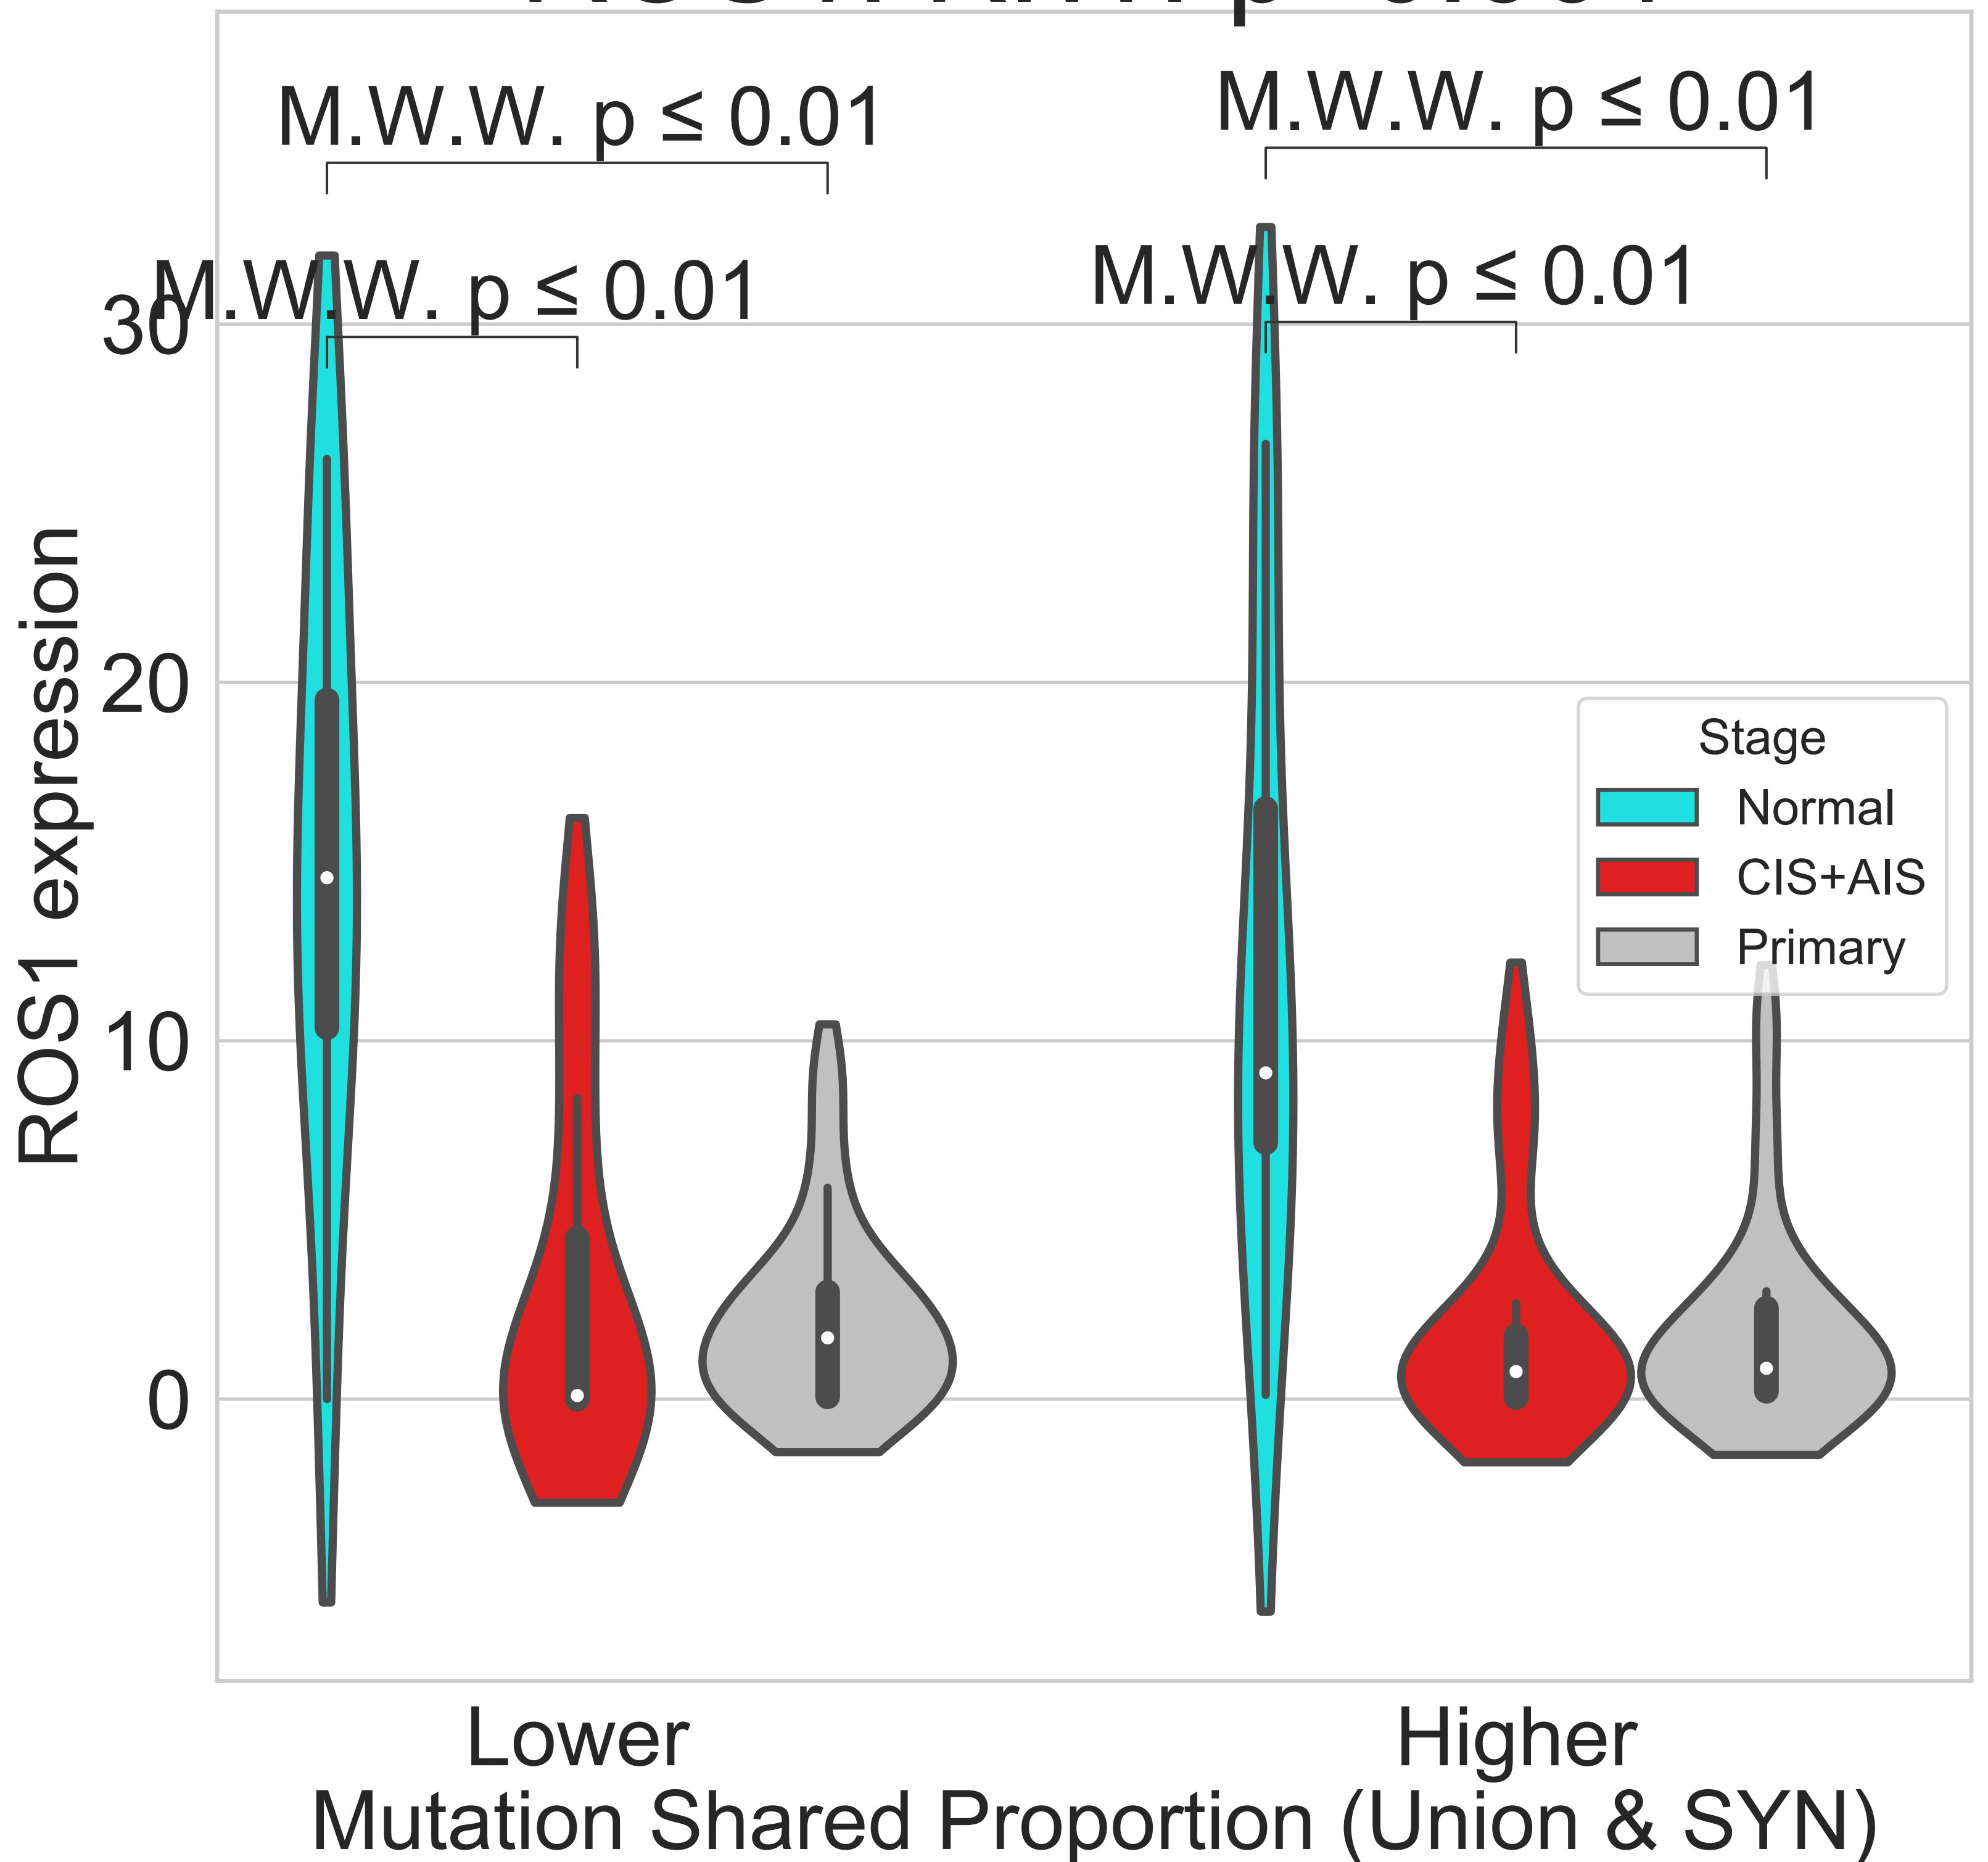 M.W.W. p ≤ 0.01
M.W.W. p ≤ 0.01
M.W.W. p ≤ 0.01
M.W.W. p ≤ 0.01
30
20
10
0
ROS1 expression
Stage
Normal
CIS+AIS
Primary
Lower
Higher
Mutation Shared Proportion (Union & SYN)